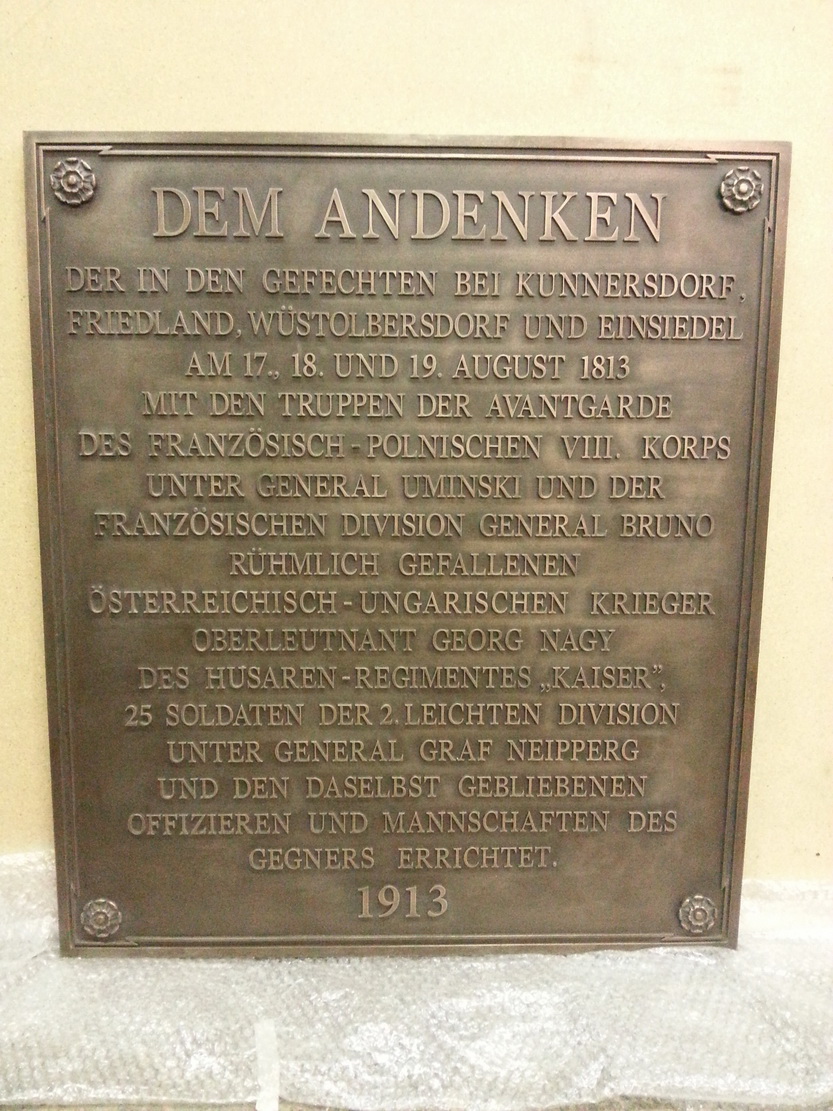 DEM ANDENKEN
DER IN DEN GEFECHTEN BEI KUNNERSDORF,
FRIEDLAND, WÜSTOLBERSDORF UND EINSIEDEL
AM 17., 18. UND 19. AUGUST 1813
MIT DEN TRUPPEN DER AVANTGARDE
DES FRANZÖSISCH-POLNISCHEN VIII. KORPS
UNTER GENERAL UMINSKI UND DER
FRANZÖSISCHEN DIVISION GENERAL BRUNO
RÜHMLICH GEFALLENEN
ÖSTERREICHISCH-UNGARISCHEN KRIEGER
OBERLEUTNANT GEORG NAGY
DES HUSAREN-REGIMENTES „KAISER”,
25 SOLDATEN DER 2. LEICHTEN DIVISION
UNTER GENERAL GRAF NEIPPERG
UND DEN DASELBST GEBLIEBENEN
OFFIZIEREN UND MANNSCHAFTEN DES
GEGNERS ERRICHTET.
1913